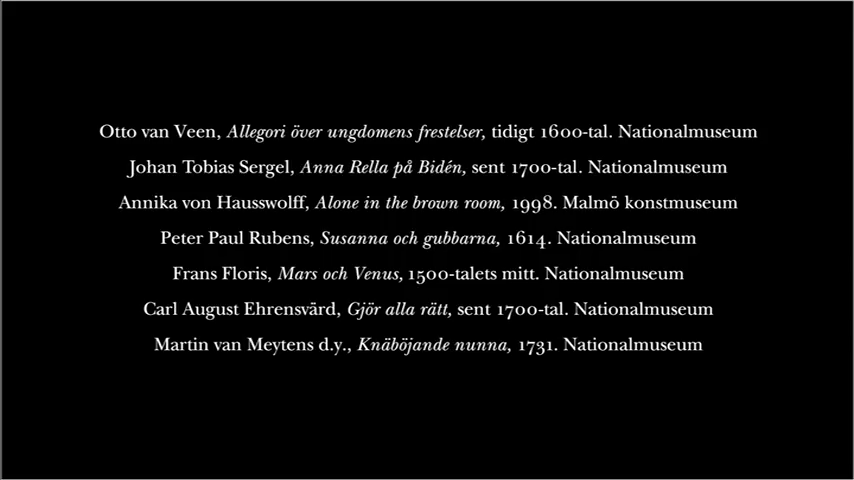 Otto van Veen, Allegori över ungdomens frestelser, tidigt 1600-tal. Nationalmuseum
Johan Tobias Sergel, Anna Rella på Bidén, sent 1700-tal. Nationalmuseum
Annika von Hausswolff, Alone in the brown room, 1998. Malmö konstmuseum
Peter Paul Rubens, Susanna och gubbarna, 1614. Nationalmuseum
Frans Floris, Mars och Venus, 1500-talets mitt. Nationalmuseum
Carl August Ehrensvärd, Gjör alla rätt, sent 1700-tal. Nationalmuseum
Martin van Meytens d.y., Knäböjande nunna, 1731. Nationalmuseum